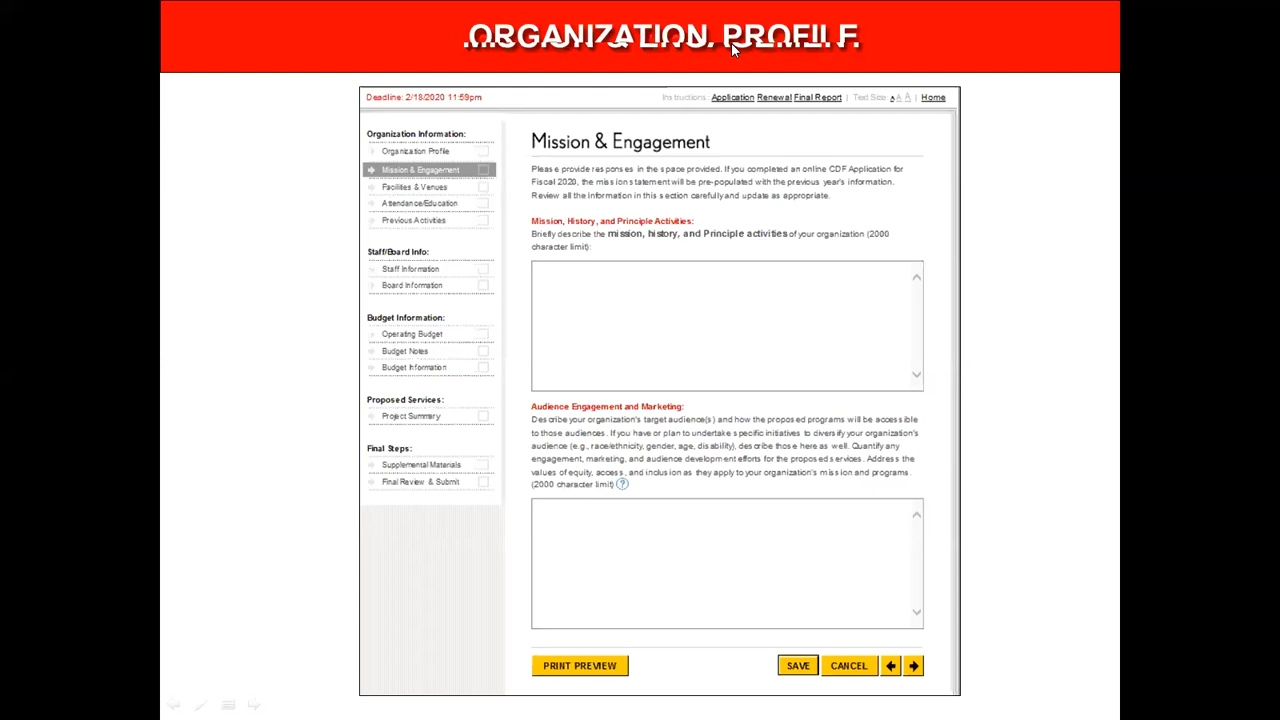 ORGANIZATION PROFILE
Deadline: 2/18/2020 11:59pm
Instructions: Application Renewal Final Report | Text Size: A A A | Home
Organization Information:
Organization Profile
Mission & Engagement
Facilities & Venues
Attendance/Education
Previous Activities
Staff/Board Info:
Staff Information
Board Information
Budget Information:
Operating Budget
Budget Notes
Budget Information
Proposed Services:
Project Summary
Final Steps:
Supplemental Materials
Final Review & Submit
Mission & Engagement
Please provide responses in the space provided. If you completed an online CDF Application for
Fiscal 2020, the mission statement will be pre-populated with the previous year's information.
Review all the information in this section carefully and update as appropriate.
Mission, History, and Principle Activities:
Briefly describe the mission, history, and Principle activities of your organization (2000
character limit):
Audience Engagement and Marketing:
Describe your organization's target audience(s) and how the proposed programs will be accessible
to those audiences. If you have or plan to undertake specific initiatives to diversify your organization's
audience (e.g., race/ethnicity, gender, age, disability), describe those here as well. Quantify any
engagement, marketing, and audience development efforts for the proposed services. Address the
values of equity, access, and inclusion as they apply to your organization's mission and programs.
(2000 character limit) ?
PRINT PREVIEW
SAVE
CANCEL